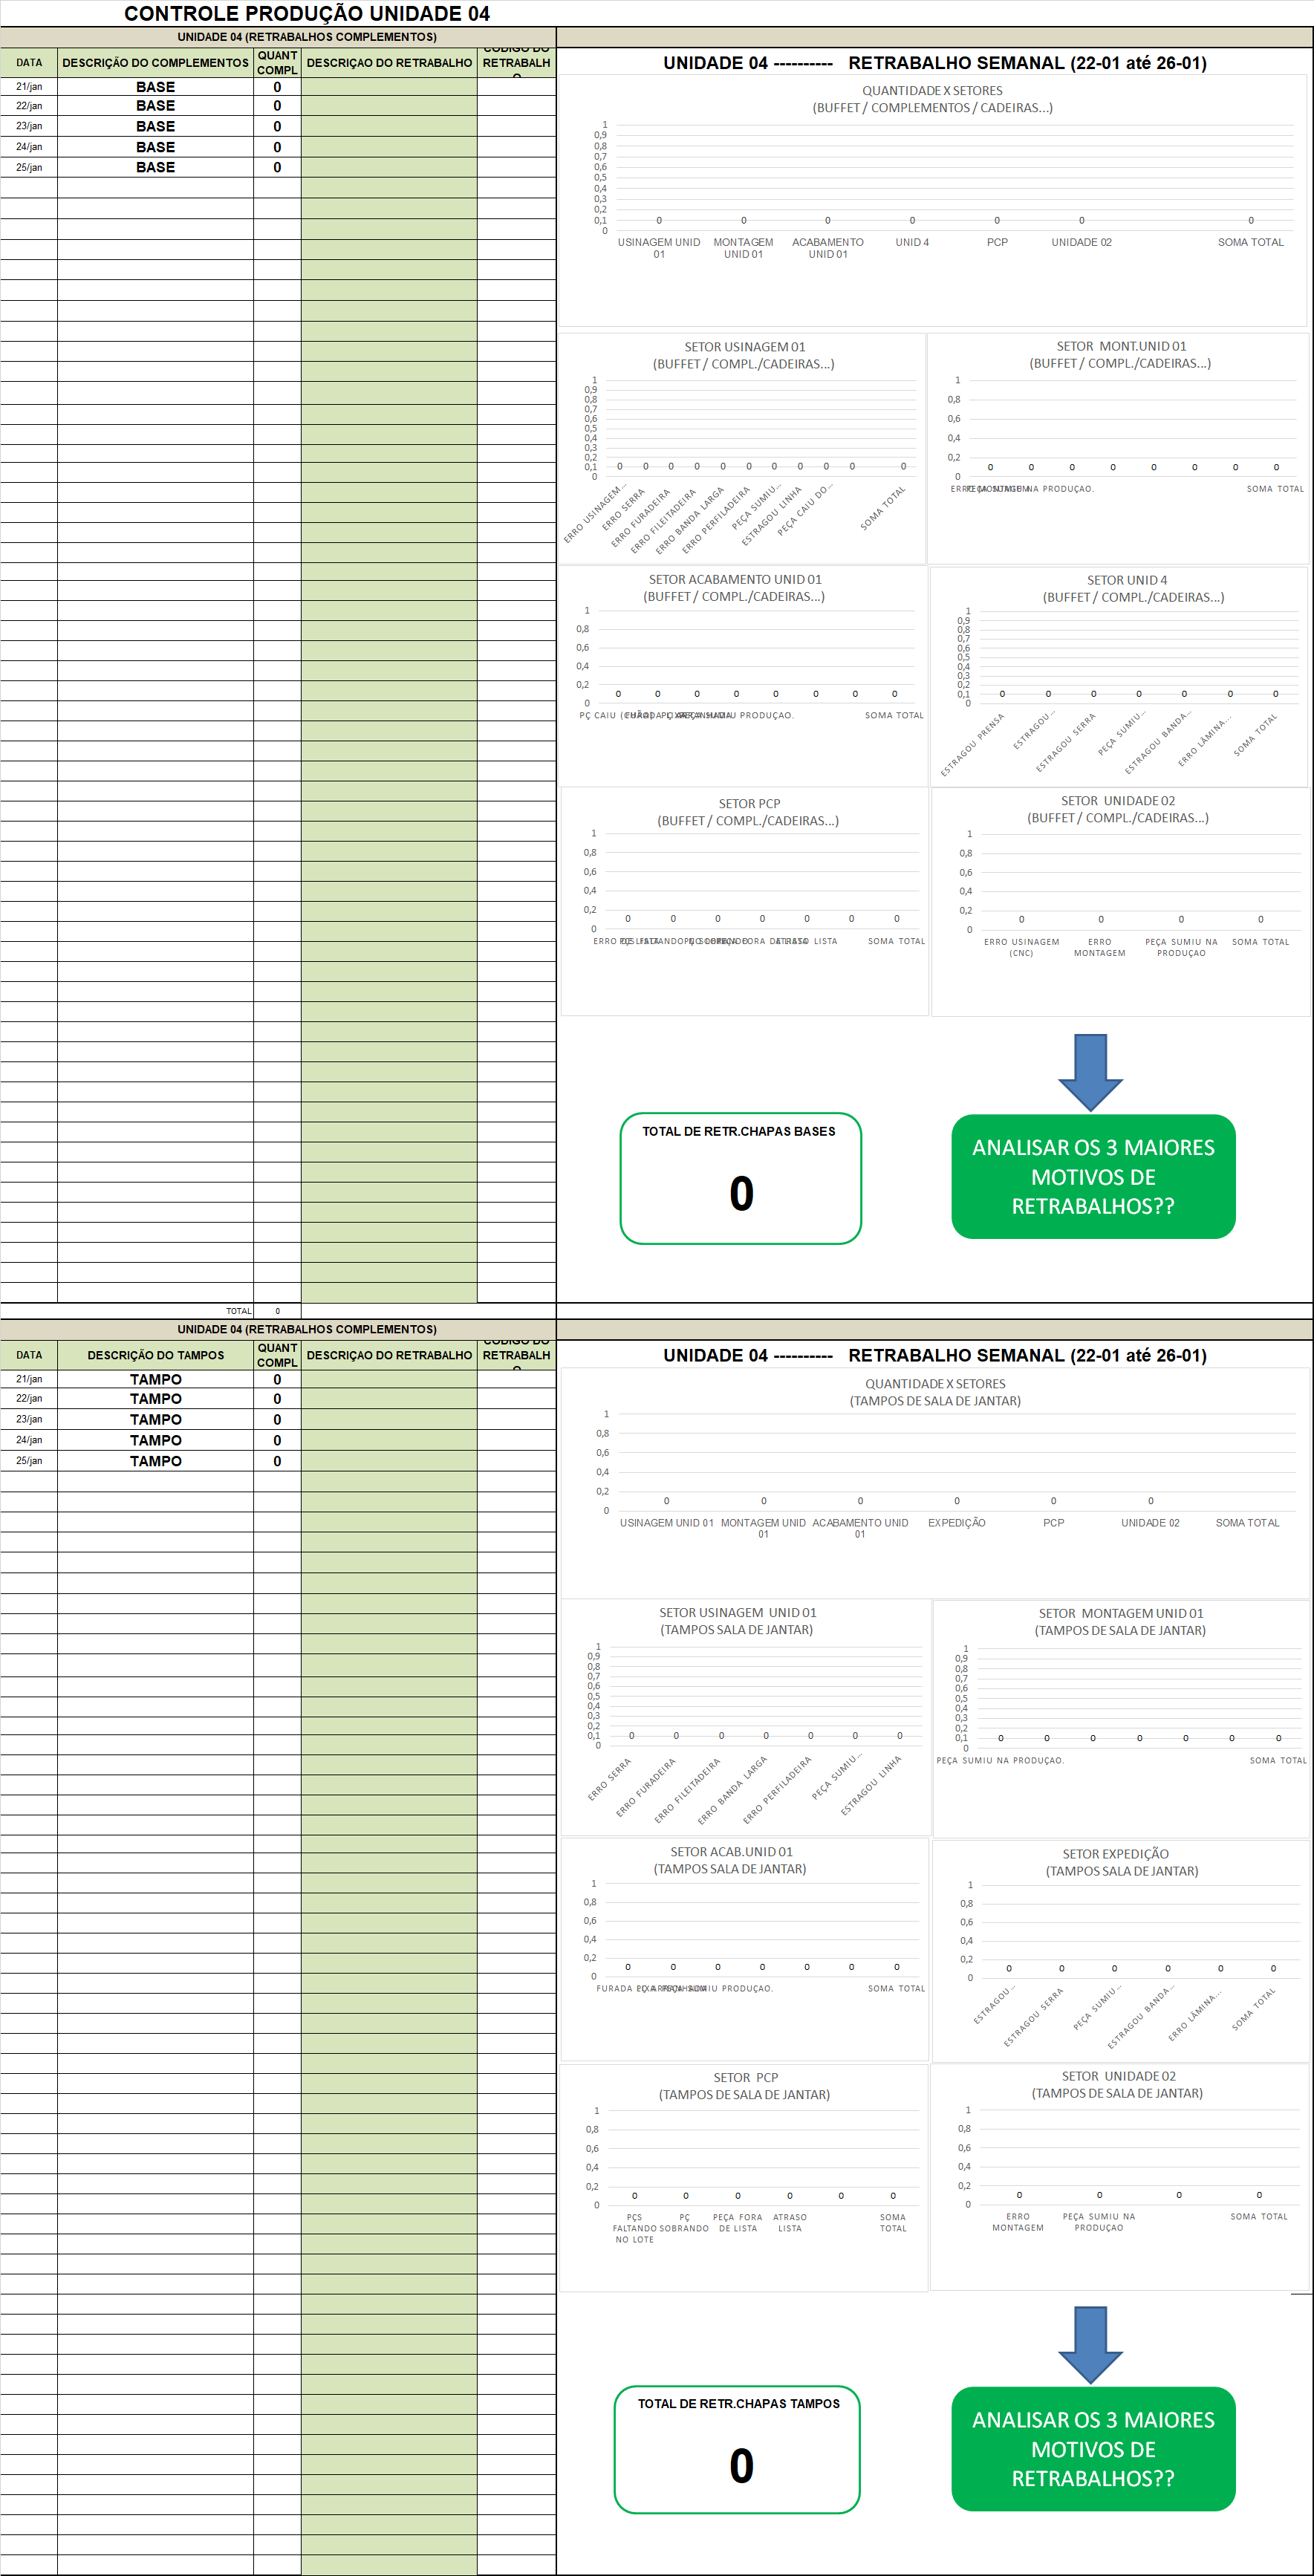 CONTROLE PRODUÇÃO UNIDADE 04
UNIDADE 04 (RETRABALHOS COMPLEMENTOS)
DATA DESCRIÇÃO DO COMPLEMENTOS QUANT COMPL DESCRIÇAO DO RETRABALHO CODIGO DO RETRABALHO
21/jan BASE 0
22/jan BASE 0
23/jan BASE 0
24/jan BASE 0
25/jan BASE 0
TOTAL 0
UNIDADE 04 ---------- RETRABALHO SEMANAL (22-01 até 26-01)
QUANTIDADE X SETORES
(BUFFET / COMPLEMENTOS / CADEIRAS...)
1
0,9
0,8
0,7
0,6
0,5
0,4
0,3
0,2
0,1
0
0 0 0 0 0 0 0
USINAGEM UNID 01 MONTAGEM UNID 01 ACABAMENTO UNID 01 UNID 4 PCP UNIDADE 02 SOMA TOTAL
SETOR USINAGEM 01
(BUFFET / COMPL./CADEIRAS...)
1
0,9
0,8
0,7
0,6
0,5
0,4
0,3
0,2
0,1
0
0 0 0 0 0 0 0 0 0 0 0
ERRO USINAGEM... ERRO SERRA ERRO FURADEIRA ERRO FILEITADEIRA ERRO BANDA LARGA ERRO PERFILADEIRA PEÇA SUMIU... ESTRAGOU LINHA PEÇA CAIU DO... SOMA TOTAL
SETOR MONT.UNID 01
(BUFFET / COMPL./CADEIRAS...)
1
0,8
0,6
0,4
0,2
0
0 0 0 0 0 0 0 0
ERRO MONTAGEM PEÇA SUMIU NA PRODUÇAO. SOMA TOTAL
SETOR ACABAMENTO UNID 01
(BUFFET / COMPL./CADEIRAS...)
1
0,8
0,6
0,4
0,2
0
0 0 0 0 0 0 0 0
PÇ CAIU (CHÃO) FURADA LIXA PÇ ARRANHADA PEÇA SUMIU PRODUÇAO. SOMA TOTAL
SETOR UNID 4
(BUFFET / COMPL./CADEIRAS...)
1
0,9
0,8
0,7
0,6
0,5
0,4
0,3
0,2
0,1
0
0 0 0 0 0 0 0
ESTRAGOU PRENSA ESTRAGOU... ESTRAGOU SERRA PEÇA SUMIU... ESTRAGOU BANDA... ERRO LÂMINA... SOMA TOTAL
SETOR PCP
(BUFFET / COMPL./CADEIRAS...)
1
0,8
0,6
0,4
0,2
0
0 0 0 0 0 0 0
ERRO LISTA PÇS FALTANDO NO LOTE PÇ SOBRANDO PEÇA FORA DE LISTA ATRASO LISTA SOMA TOTAL
SETOR UNIDADE 02
(BUFFET / COMPL./CADEIRAS...)
1
0,8
0,6
0,4
0,2
0
0 0 0 0
ERRO USINAGEM (CNC) ERRO MONTAGEM PEÇA SUMIU NA PRODUÇAO SOMA TOTAL
TOTAL DE RETR.CHAPAS BASES
0
ANALISAR OS 3 MAIORES
MOTIVOS DE
RETRABALHOS??
UNIDADE 04 (RETRABALHOS COMPLEMENTOS)
DATA DESCRIÇÃO DO TAMPOS QUANT COMPL DESCRIÇAO DO RETRABALHO CODIGO DO RETRABALHO
21/jan TAMPO 0
22/jan TAMPO 0
23/jan TAMPO 0
24/jan TAMPO 0
25/jan TAMPO 0
UNIDADE 04 ---------- RETRABALHO SEMANAL (22-01 até 26-01)
QUANTIDADE X SETORES
(TAMPOS DE SALA DE JANTAR)
1
0,8
0,6
0,4
0,2
0
0 0 0 0 0 0
USINAGEM UNID 01 MONTAGEM UNID 01 ACABAMENTO UNID 01 EXPEDIÇÃO PCP UNIDADE 02 SOMA TOTAL
SETOR USINAGEM UNID 01
(TAMPOS SALA DE JANTAR)
1
0,9
0,8
0,7
0,6
0,5
0,4
0,3
0,2
0,1
0
0 0 0 0 0 0 0
ERRO SERRA ERRO FURADEIRA ERRO FILEITADEIRA ERRO BANDA LARGA ERRO PERFILADEIRA PEÇA SUMIU... ESTRAGOU LINHA
SETOR MONTAGEM UNID 01
(TAMPOS DE SALA DE JANTAR)
1
0,9
0,8
0,7
0,6
0,5
0,4
0,3
0,2
0,1
0
0 0 0 0 0 0 0
PEÇA SUMIU NA PRODUÇAO. SOMA TOTAL
SETOR ACAB.UNID 01
(TAMPOS SALA DE JANTAR)
1
0,8
0,6
0,4
0,2
0
0 0 0 0 0 0 0
FURADA LIXA PÇ ARRANHADA PEÇA SUMIU PRODUÇAO. SOMA TOTAL
SETOR EXPEDIÇÃO
(TAMPOS SALA DE JANTAR)
1
0,8
0,6
0,4
0,2
0
0 0 0 0 0 0
ESTRAGOU... ESTRAGOU SERRA PEÇA SUMIU... ESTRAGOU BANDA... ERRO LÂMINA... SOMA TOTAL
SETOR PCP
(TAMPOS DE SALA DE JANTAR)
1
0,8
0,6
0,4
0,2
0
0 0 0 0 0 0
PÇS FALTANDO NO LOTE PÇ SOBRANDO PEÇA FORA DE LISTA ATRASO LISTA SOMA TOTAL
SETOR UNIDADE 02
(TAMPOS DE SALA DE JANTAR)
1
0,8
0,6
0,4
0,2
0
0 0 0 0
ERRO MONTAGEM PEÇA SUMIU NA PRODUÇAO SOMA TOTAL
TOTAL DE RETR.CHAPAS TAMPOS
0
ANALISAR OS 3 MAIORES
MOTIVOS DE
RETRABALHOS??